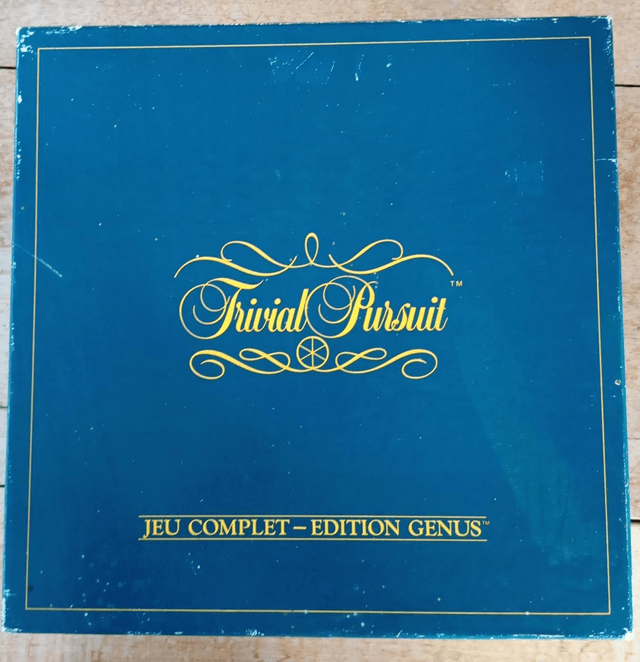 Trivial Pursuit™
JEU COMPLET – EDITION GENUS™